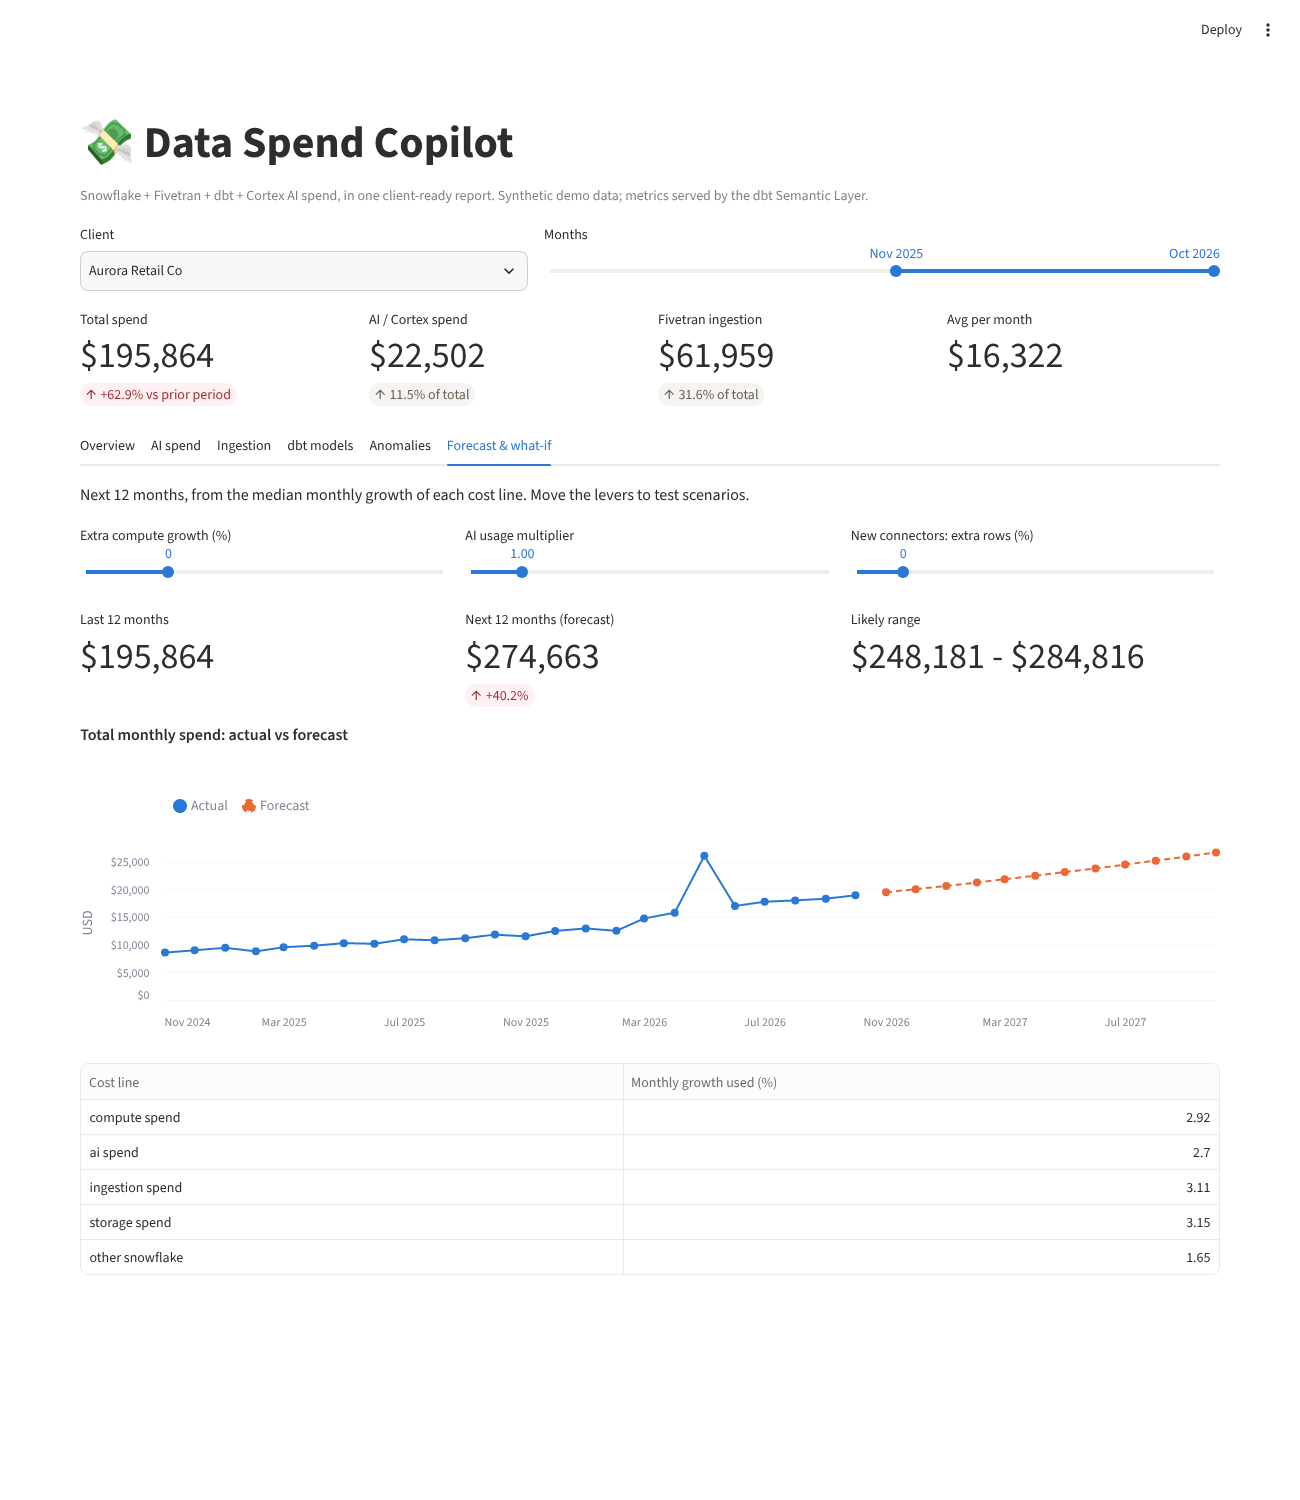 Deploy
Data Spend Copilot
Snowflake + Fivetran + dbt + Cortex AI spend, in one client-ready report. Synthetic demo data; metrics served by the dbt Semantic Layer.
Client
Months
Aurora Retail Co
Nov 2025
Oct 2026
Total spend
AI / Cortex spend
Fivetran ingestion
Avg per month
$195,864
$22,502
$61,959
$16,322
↑ +62.9% vs prior period
↑ 11.5% of total
↑ 31.6% of total
Overview
AI spend
Ingestion
dbt models
Anomalies
Forecast & what-if
Next 12 months, from the median monthly growth of each cost line. Move the levers to test scenarios.
Extra compute growth (%)
AI usage multiplier
New connectors: extra rows (%)
0
1.00
0
Last 12 months
Next 12 months (forecast)
Likely range
$195,864
$274,663
$248,181 - $284,816
↑ +40.2%
Total monthly spend: actual vs forecast
Actual
Forecast
USD
$25,000
$20,000
$15,000
$10,000
$5,000
$0
Nov 2024
Mar 2025
Jul 2025
Nov 2025
Mar 2026
Jul 2026
Nov 2026
Mar 2027
Jul 2027
Cost line
Monthly growth used (%)
compute spend
2.92
ai spend
2.7
ingestion spend
3.11
storage spend
3.15
other snowflake
1.65